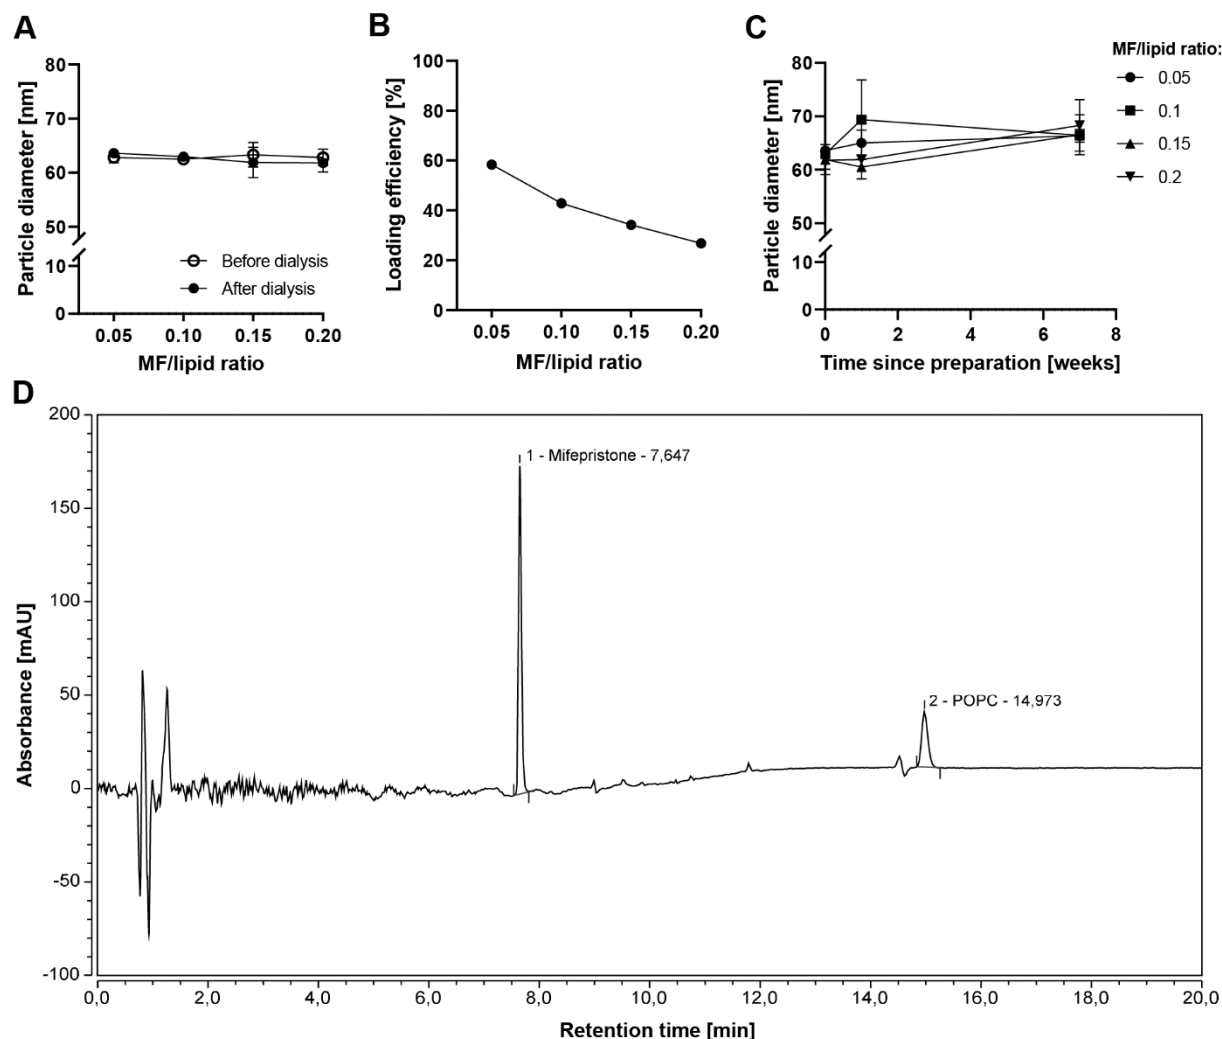 A
80
70
60
50
10
0
Particle diameter [nm]
Before dialysis
After dialysis
0.05 0.10 0.15 0.20
MF/lipid ratio
B
100
80
60
40
20
0
Loading efficiency [%]
0.05 0.10 0.15 0.20
MF/lipid ratio
C
80
70
60
50
10
0
Particle diameter [nm]
0 2 4 6 8
Time since preparation [weeks]
MF/lipid ratio:
0.05
0.1
0.15
0.2
D
200
150
100
50
0
-50
-100
Absorbance [mAU]
1 - Mifepristone - 7,647
2 - POPC - 14,973
0,0 2,0 4,0 6,0 8,0 10,0 12,0 14,0 16,0 18,0 20,0
Retention time [min]